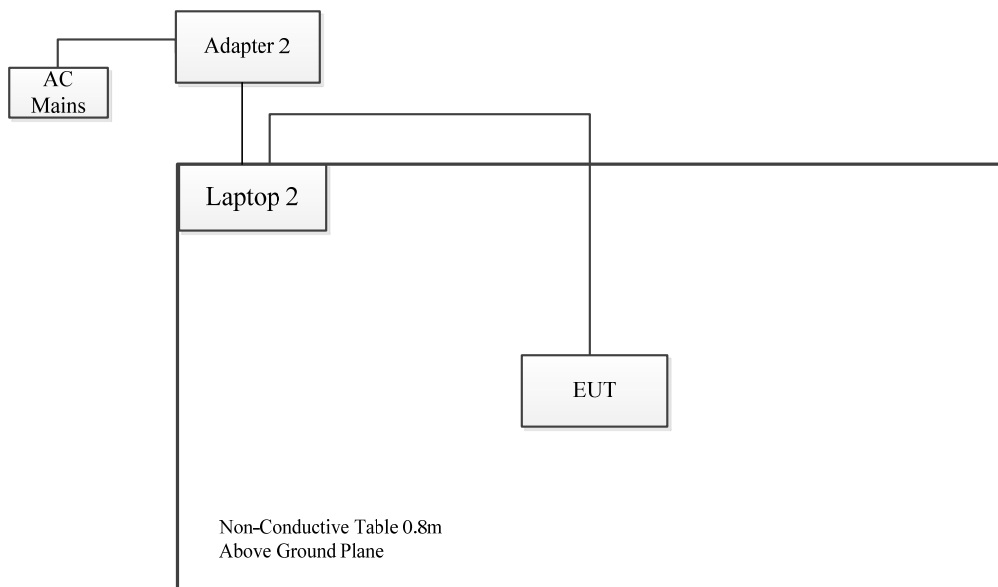 Adapter 2
AC
Mains
Laptop 2
EUT
Non-Conductive Table 0.8m
Above Ground Plane